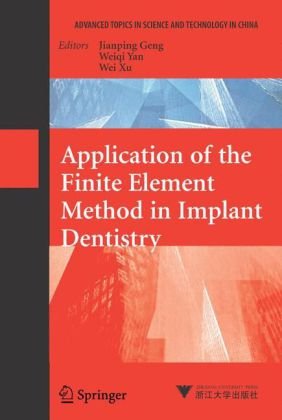 ADVANCED TOPICS IN SCIENCE AND TECHNOLOGY IN CHINA
Editors Jianping Geng
Weiqi Yan
Wei Xu
Application of the
Finite Element
Method in Implant
Dentistry
Springer
ZHEJIANG UNIVERSITY PRESS
浙江大学出版社